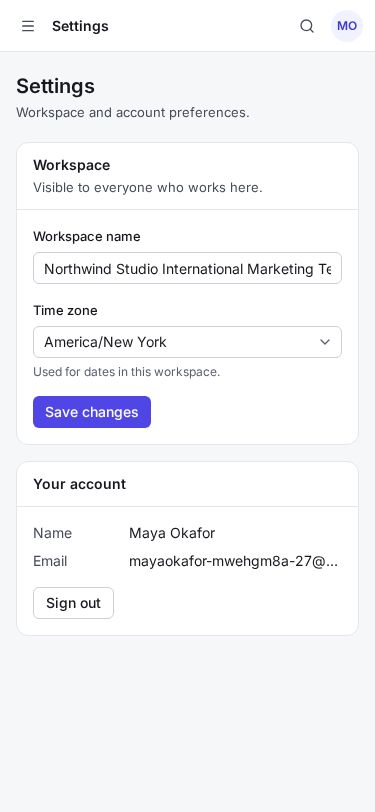 Settings
MO
Settings
Workspace and account preferences.
Workspace
Visible to everyone who works here.
Workspace name
Northwind Studio International Marketing Te
Time zone
America/New York
Used for dates in this workspace.
Save changes
Your account
Name
Maya Okafor
Email
mayaokafor-mwehgm8a-27@...
Sign out